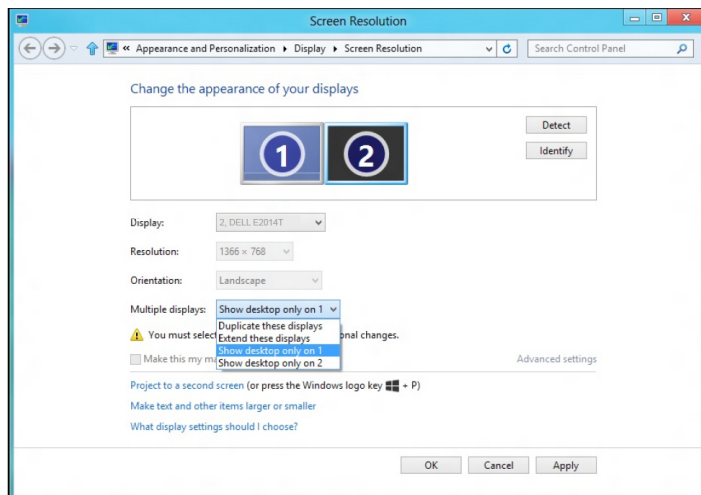 Screen Resolution
« Appearance and Personalization ▸ Display ▸ Screen Resolution
Search Control Panel
Change the appearance of your displays
1 2
Detect
Identify
Display: 2, DELL E2014T
Resolution: 1366 × 768
Orientation: Landscape
Multiple displays: Show desktop only on 1
Duplicate these displays
You must selec onal changes.
Extend these displays
Show desktop only on 1
Make this my m Advanced settings
Show desktop only on 2
Project to a second screen (or press the Windows logo key + P)
Make text and other items larger or smaller
What display settings should I choose?
OK Cancel Apply